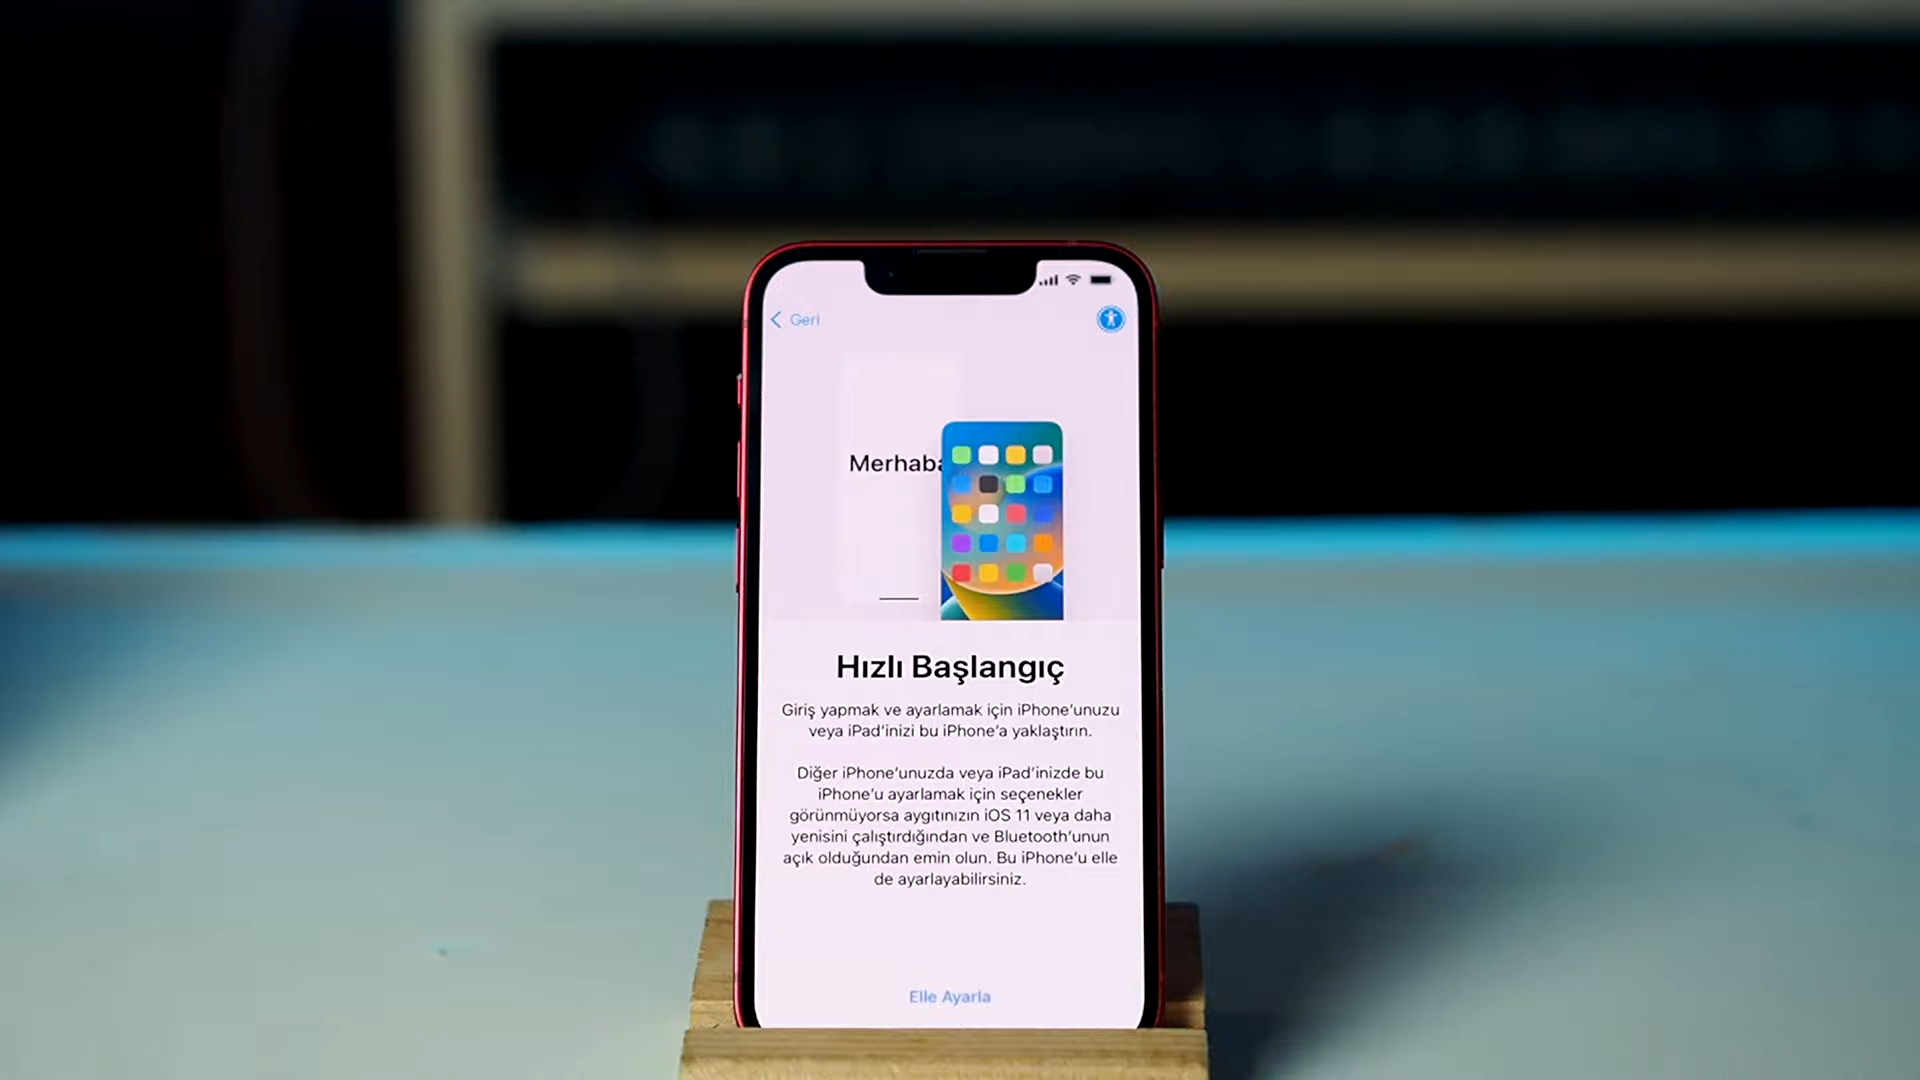 Geri
Merhaba
Hızlı Başlangıç
Giriş yapmak ve ayarlamak için iPhone'unuzu
veya iPad'inizi bu iPhone'a yaklaştırın.
Diğer iPhone'unuzda veya iPad'inizde bu
iPhone'u ayarlamak için seçenekler
görünmüyorsa aygıtınızın iOS 11 veya daha
yenisini çalıştırdığından ve Bluetooth'unun
açık olduğundan emin olun. Bu iPhone'u elle
de ayarlayabilirsiniz.
Elle Ayarla